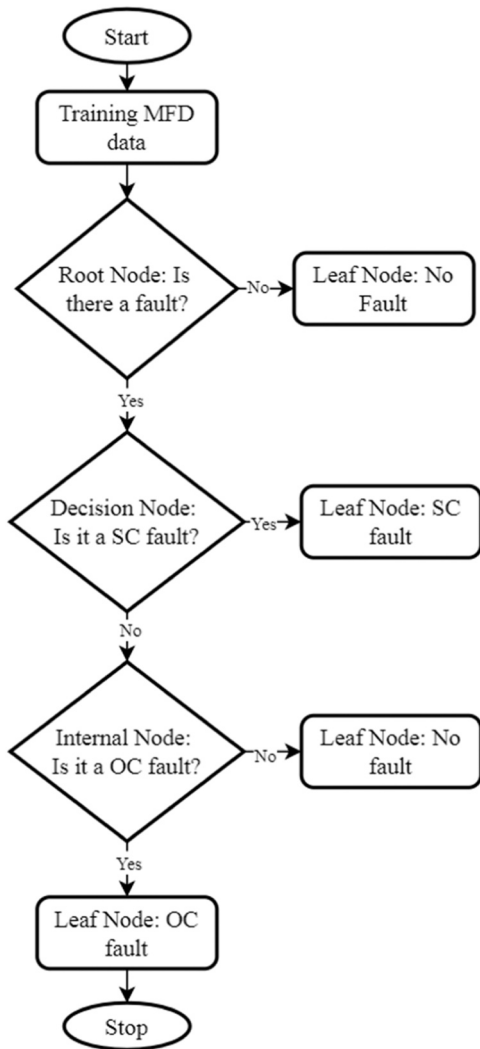 Start
Training MFD
data
Root Node: Is
there a fault?
No
Leaf Node: No
Fault
Yes
Decision Node:
Is it a SC fault?
Yes
Leaf Node: SC
fault
No
Internal Node:
Is it a OC fault?
No
Leaf Node: No
fault
Yes
Leaf Node: OC
fault
Stop